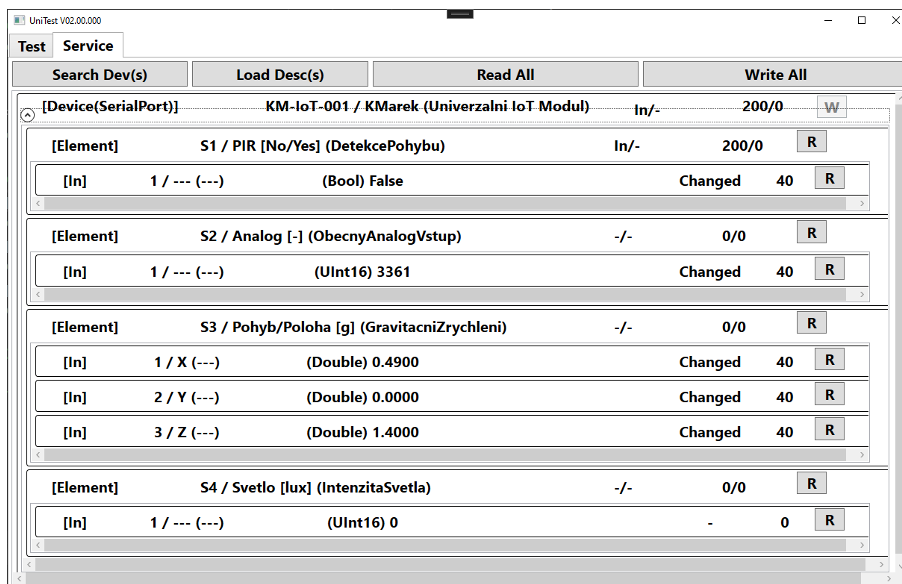 UniTest V02.00.000
Test Service
Search Dev(s) Load Desc(s) Read All Write All
[Device(SerialPort)] KM-IoT-001 / KMarek (Univerzalni IoT Modul) In/- 200/0 W
[Element] S1 / PIR [No/Yes] (DetekcePohybu) In/- 200/0 R
[In] 1 / --- (---) (Bool) False Changed 40 R
[Element] S2 / Analog [-] (ObecnyAnalogVstup) -/- 0/0 R
[In] 1 / --- (---) (UInt16) 3361 Changed 40 R
[Element] S3 / Pohyb/Poloha [g] (GravitacniZrychleni) -/- 0/0 R
[In] 1 / X (---) (Double) 0.4900 Changed 40 R
[In] 2 / Y (---) (Double) 0.0000 Changed 40 R
[In] 3 / Z (---) (Double) 1.4000 Changed 40 R
[Element] S4 / Svetlo [lux] (IntenzitaSvetla) -/- 0/0 R
[In] 1 / --- (---) (UInt16) 0 - 0 R